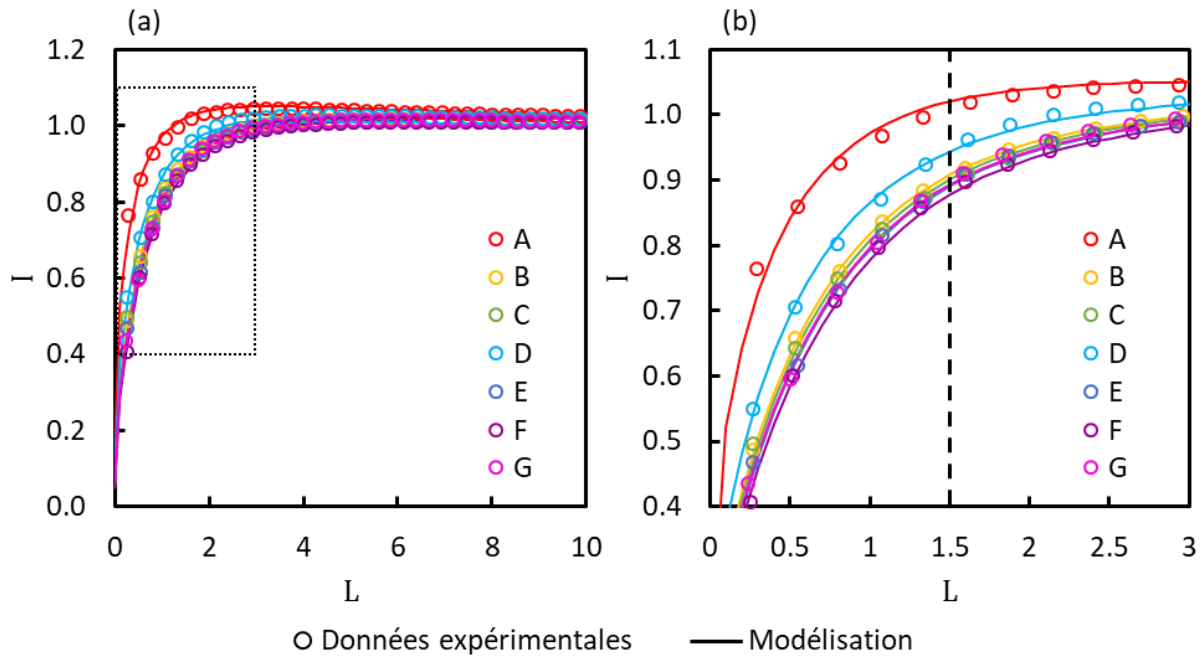 (a)
1.2
1.0
0.8
0.6
0.4
0.2
0.0
I
0 2 4 6 8 10
L
A
B
C
D
E
F
G
(b)
1.1
1.0
0.9
0.8
0.7
0.6
0.5
0.4
I
0 0.5 1 1.5 2 2.5 3
L
A
B
C
D
E
F
G
Données expérimentales Modélisation